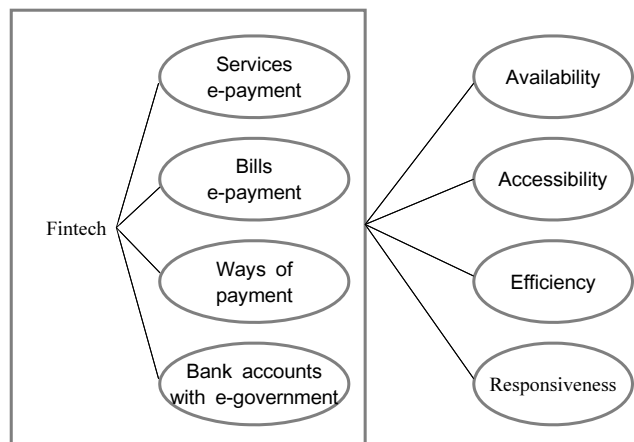 Services
e-payment
Bills
e-payment
Fintech
Ways of
payment
Bank accounts
with e-government
Availability
Accessibility
Efficiency
Responsiveness